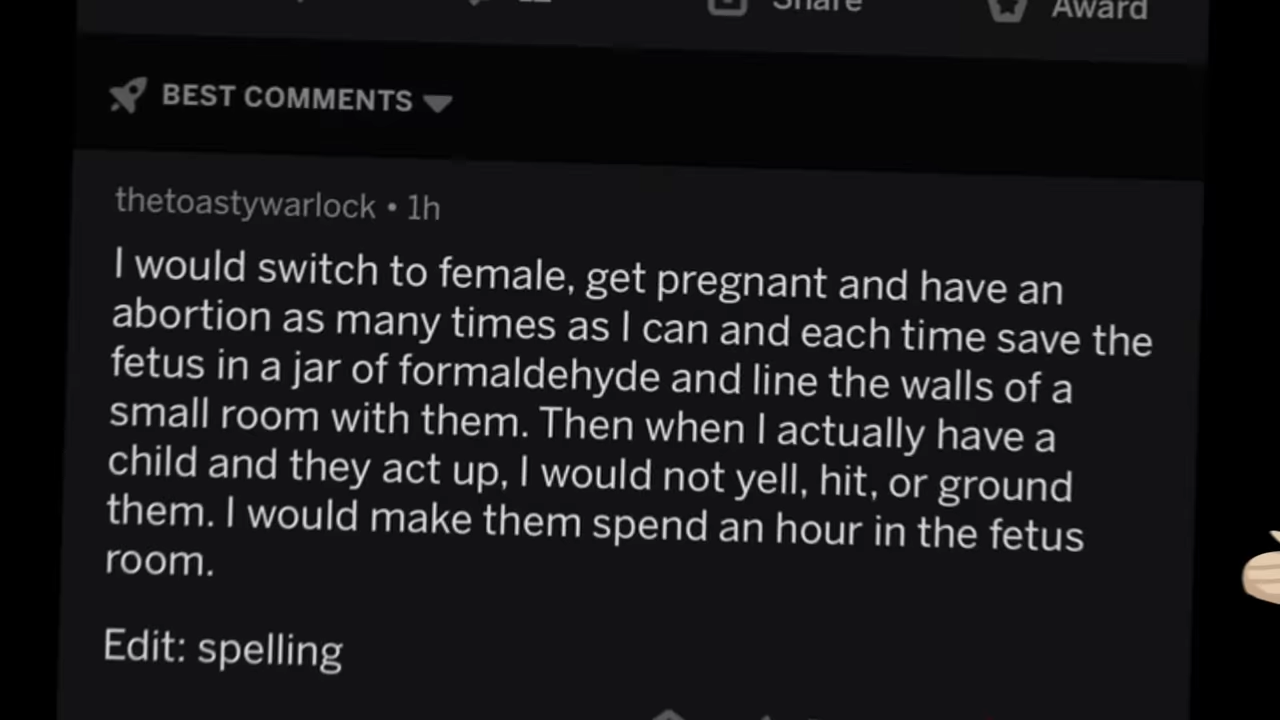 Share
Award
BEST COMMENTS
thetoastywarlock • 1h
I would switch to female, get pregnant and have an
abortion as many times as I can and each time save the
fetus in a jar of formaldehyde and line the walls of a
small room with them. Then when I actually have a
child and they act up, I would not yell, hit, or ground
them. I would make them spend an hour in the fetus
room.
Edit: spelling